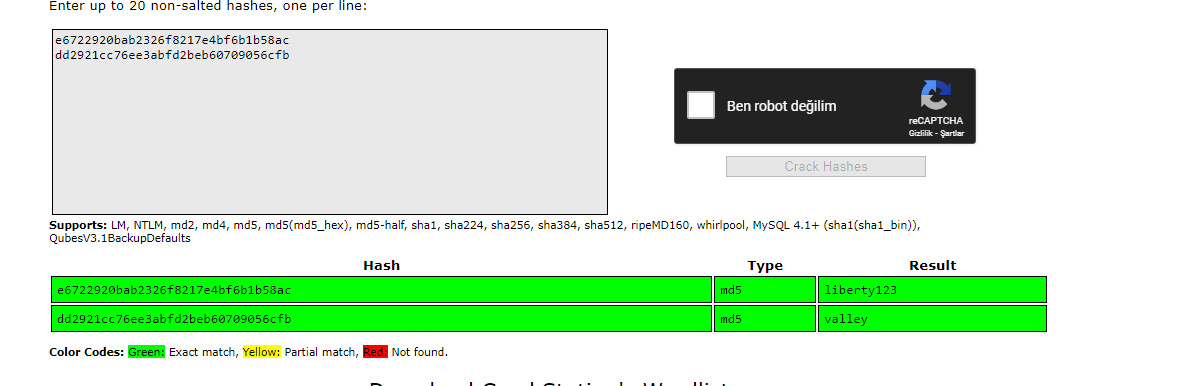 Enter up to 20 non-salted hashes, one per line:
e6722920bab2326f8217e4bf6b1b58ac
dd2921cc76ee3abfd2beb60709056cfb
Ben robot değilim
reCAPTCHA
Gizlilik - Şartlar
Crack Hashes
Supports: LM, NTLM, md2, md4, md5, md5(md5_hex), md5-half, sha1, sha224, sha256, sha384, sha512, ripeMD160, whirlpool, MySQL 4.1+ (sha1(sha1_bin)),
QubesV3.1BackupDefaults
Hash Type Result
e6722920bab2326f8217e4bf6b1b58ac md5 liberty123
dd2921cc76ee3abfd2beb60709056cfb md5 valley
Color Codes: Green: Exact match, Yellow: Partial match, Red: Not found.